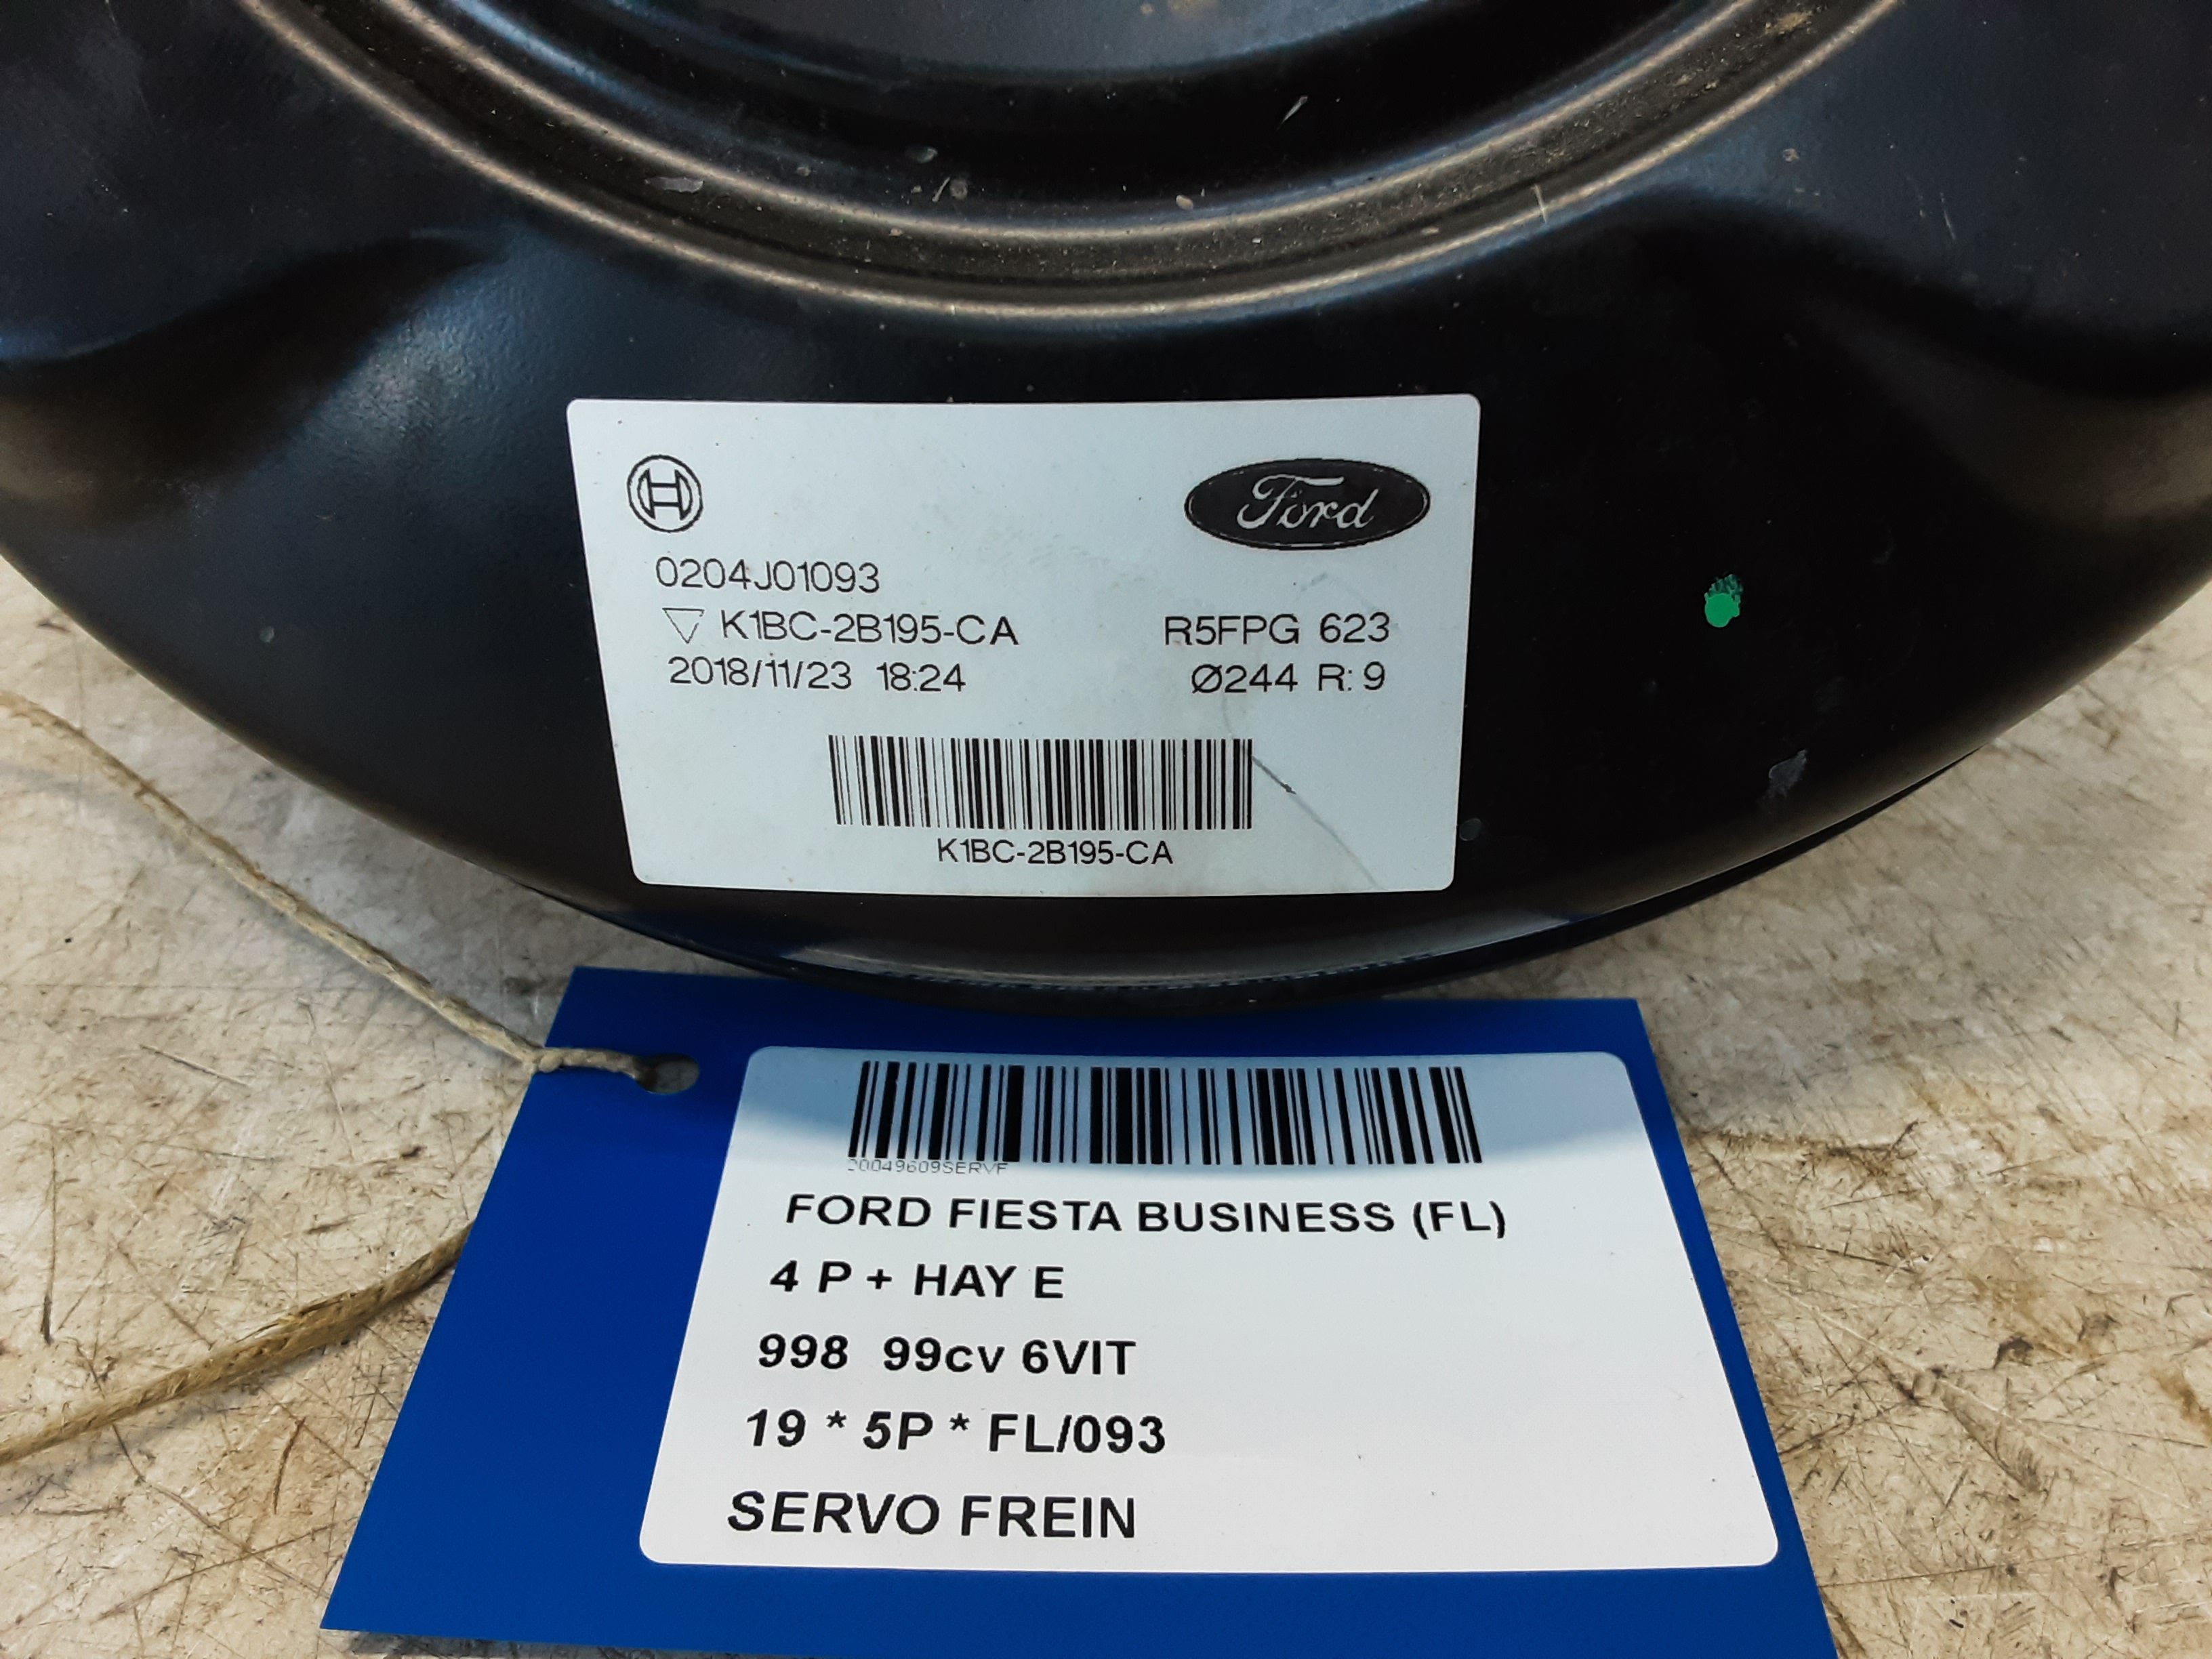 Ford
0204J01093
K1BC-2B195-CA R5FPG 623
2018/11/23 18:24 Ø244 R: 9
K1BC-2B195-CA
20049609SERVF
FORD FIESTA BUSINESS (FL)
4 P + HAY E
998 99cv 6VIT
19 * 5P * FL/093
SERVO FREIN